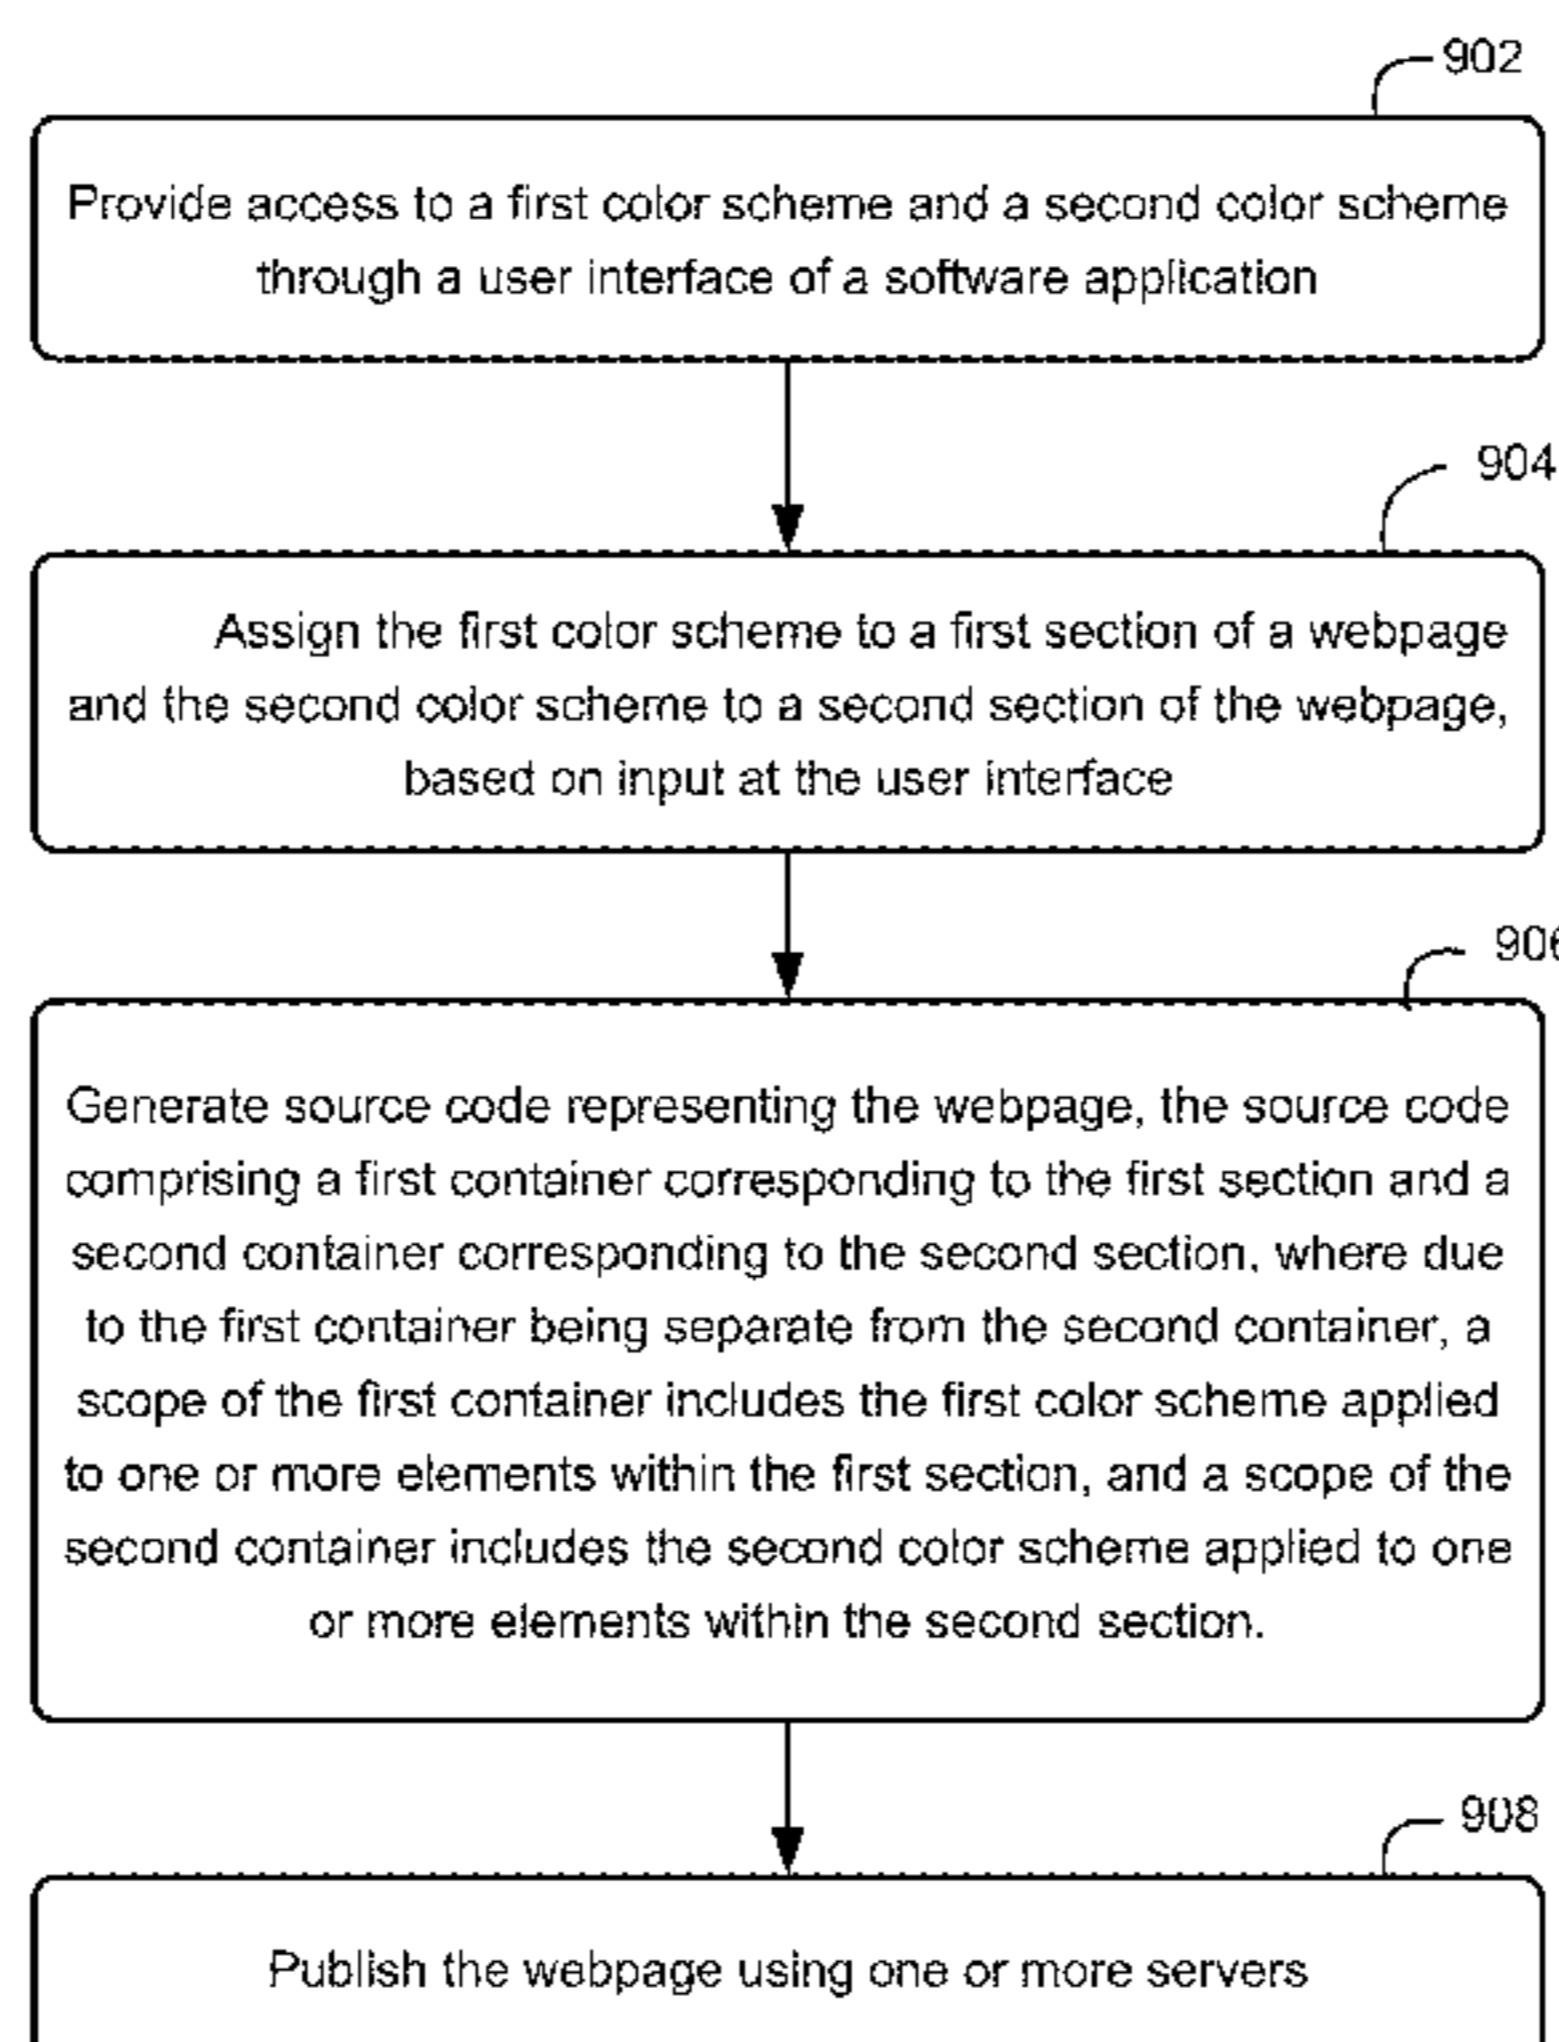 902
Provide access to a first color scheme and a second color scheme
through a user interface of a software application
904
Assign the first color scheme to a first section of a webpage
and the second color scheme to a second section of the webpage,
based on input at the user interface
906
Generate source code representing the webpage, the source code
comprising a first container corresponding to the first section and a
second container corresponding to the second section, where due
to the first container being separate from the second container, a
scope of the first container includes the first color scheme applied
to one or more elements within the first section, and a scope of the
second container includes the second color scheme applied to one
or more elements within the second section.
908
Publish the webpage using one or more servers